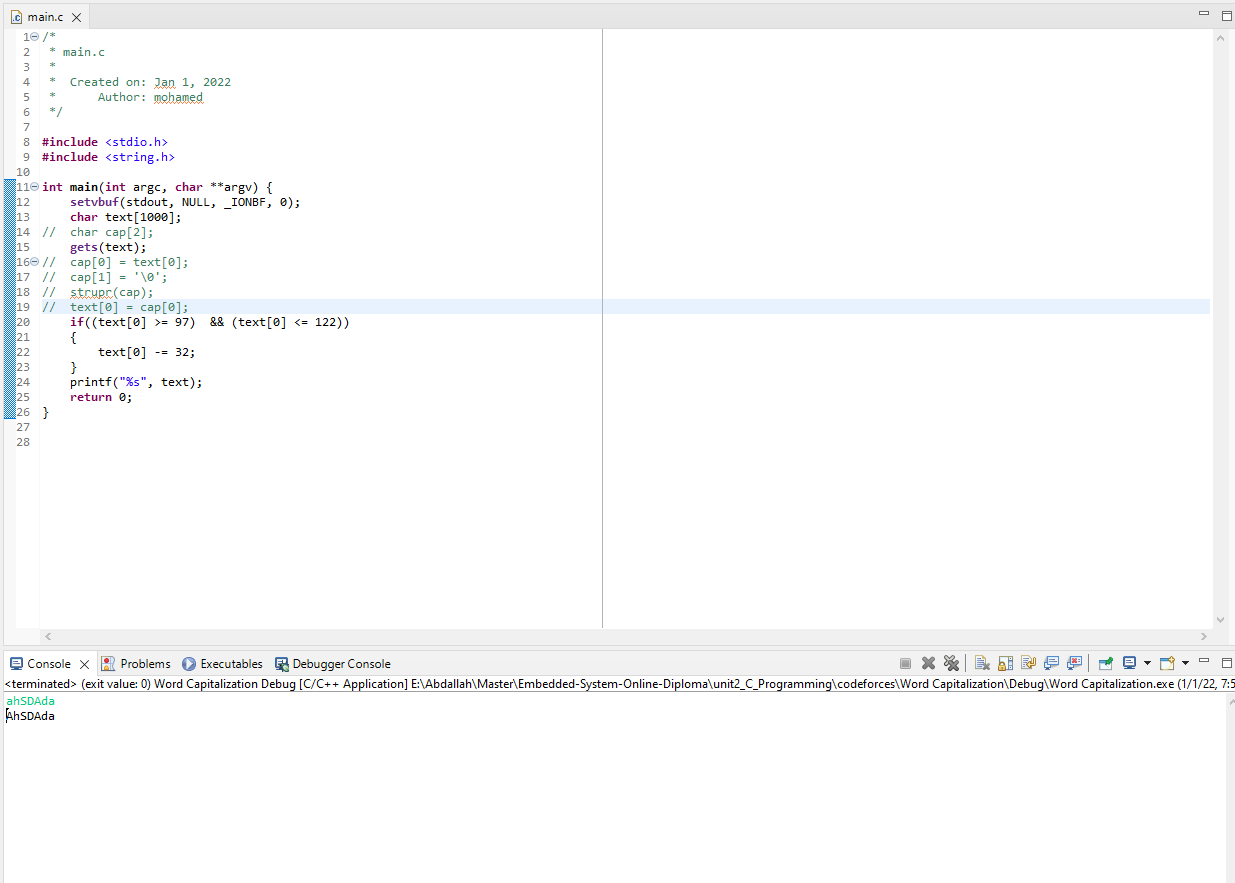 main.c
1 /*
2 * main.c
3 *
4 * Created on: Jan 1, 2022
5 * Author: mohamed
6 */
7
8 #include <stdio.h>
9 #include <string.h>
10
11 int main(int argc, char **argv) {
12 setvbuf(stdout, NULL, _IONBF, 0);
13 char text[1000];
14 // char cap[2];
15 gets(text);
16 // cap[0] = text[0];
17 // cap[1] = '\0';
18 // strupr(cap);
19 // text[0] = cap[0];
20 if((text[0] >= 97)  && (text[0] <= 122))
21 {
22 text[0] -= 32;
23 }
24 printf("%s", text);
25 return 0;
26 }
27
28
Console Problems Executables Debugger Console
<terminated> (exit value: 0) Word Capitalization Debug [C/C++ Application] E:\Abdallah\Master\Embedded-System-Online-Diploma\unit2_C_Programming\codeforces\Word Capitalization\Debug\Word Capitalization.exe (1/1/22, 7:5
ahSDAda
AhSDAda